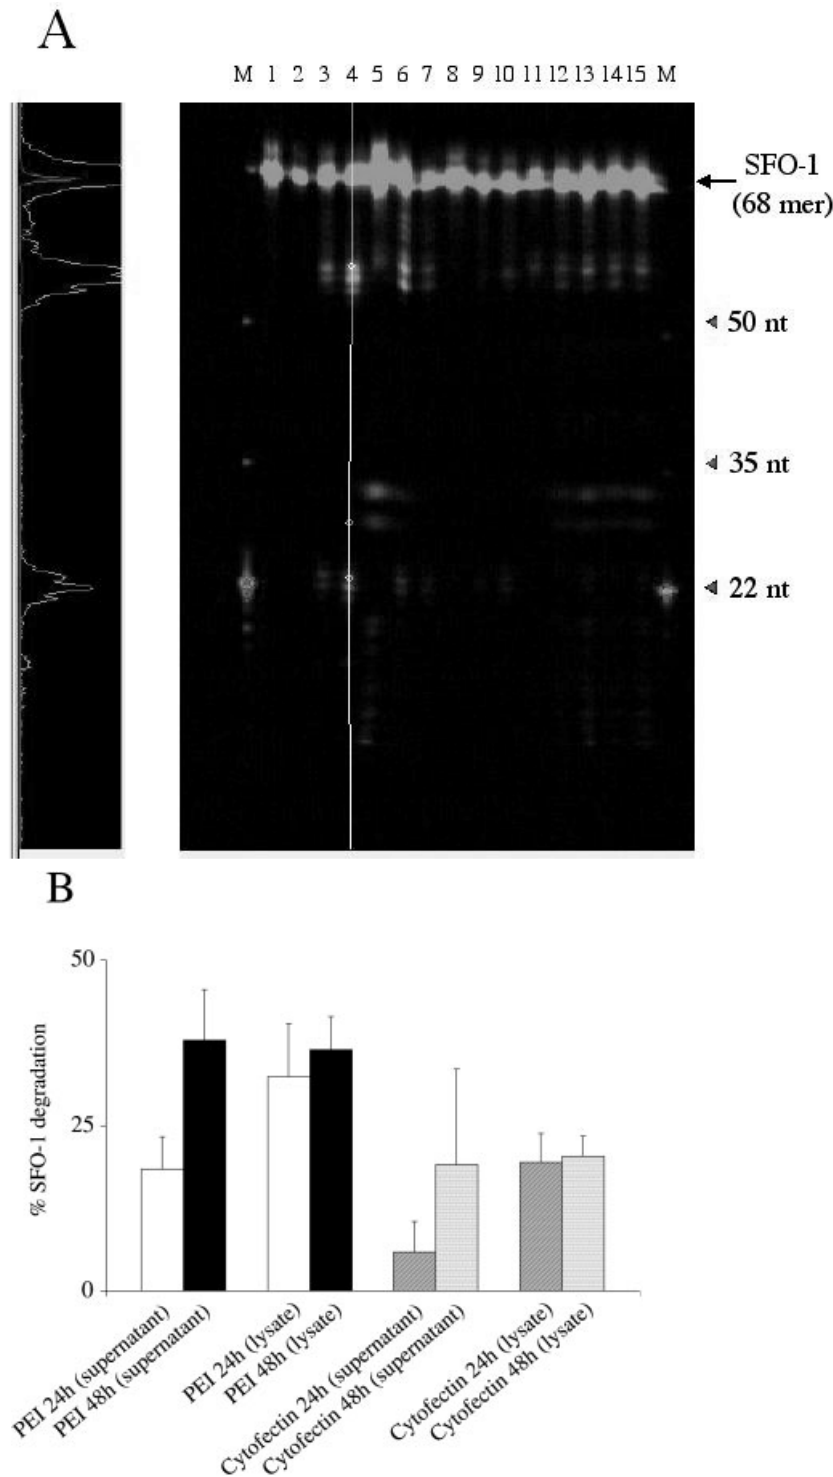 A
M 1 2 3 4 5 6 7 8 9 10 11 12 13 14 15 M
SFO-1
(68 mer)
50 nt
35 nt
22 nt
B
50
25
0
% SFO-1 degradation
PEI 24h (supernatant)
PEI 48h (supernatant)
PEI 24h (lysate)
PEI 48h (lysate)
Cytofectin 24h (supernatant)
Cytofectin 48h (supernatant)
Cytofectin 24h (lysate)
Cytofectin 48h (lysate)